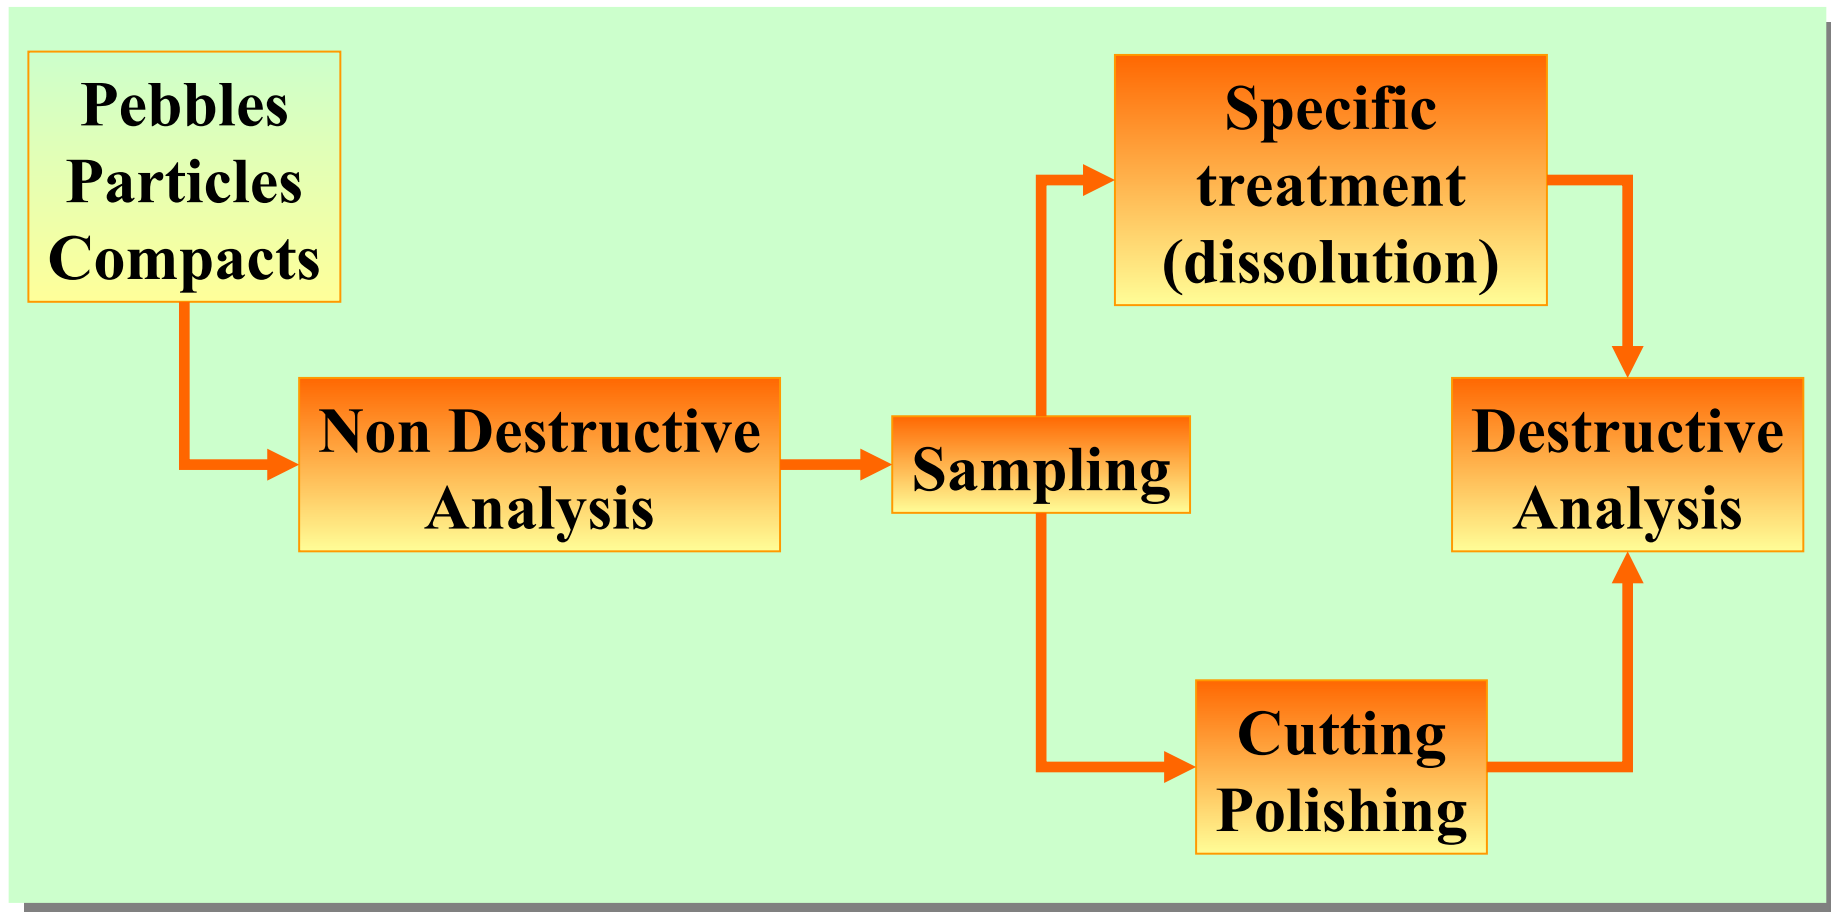 Pebbles
Particles
Compacts
Non Destructive
Analysis
Sampling
Specific
treatment
(dissolution)
Cutting
Polishing
Destructive
Analysis